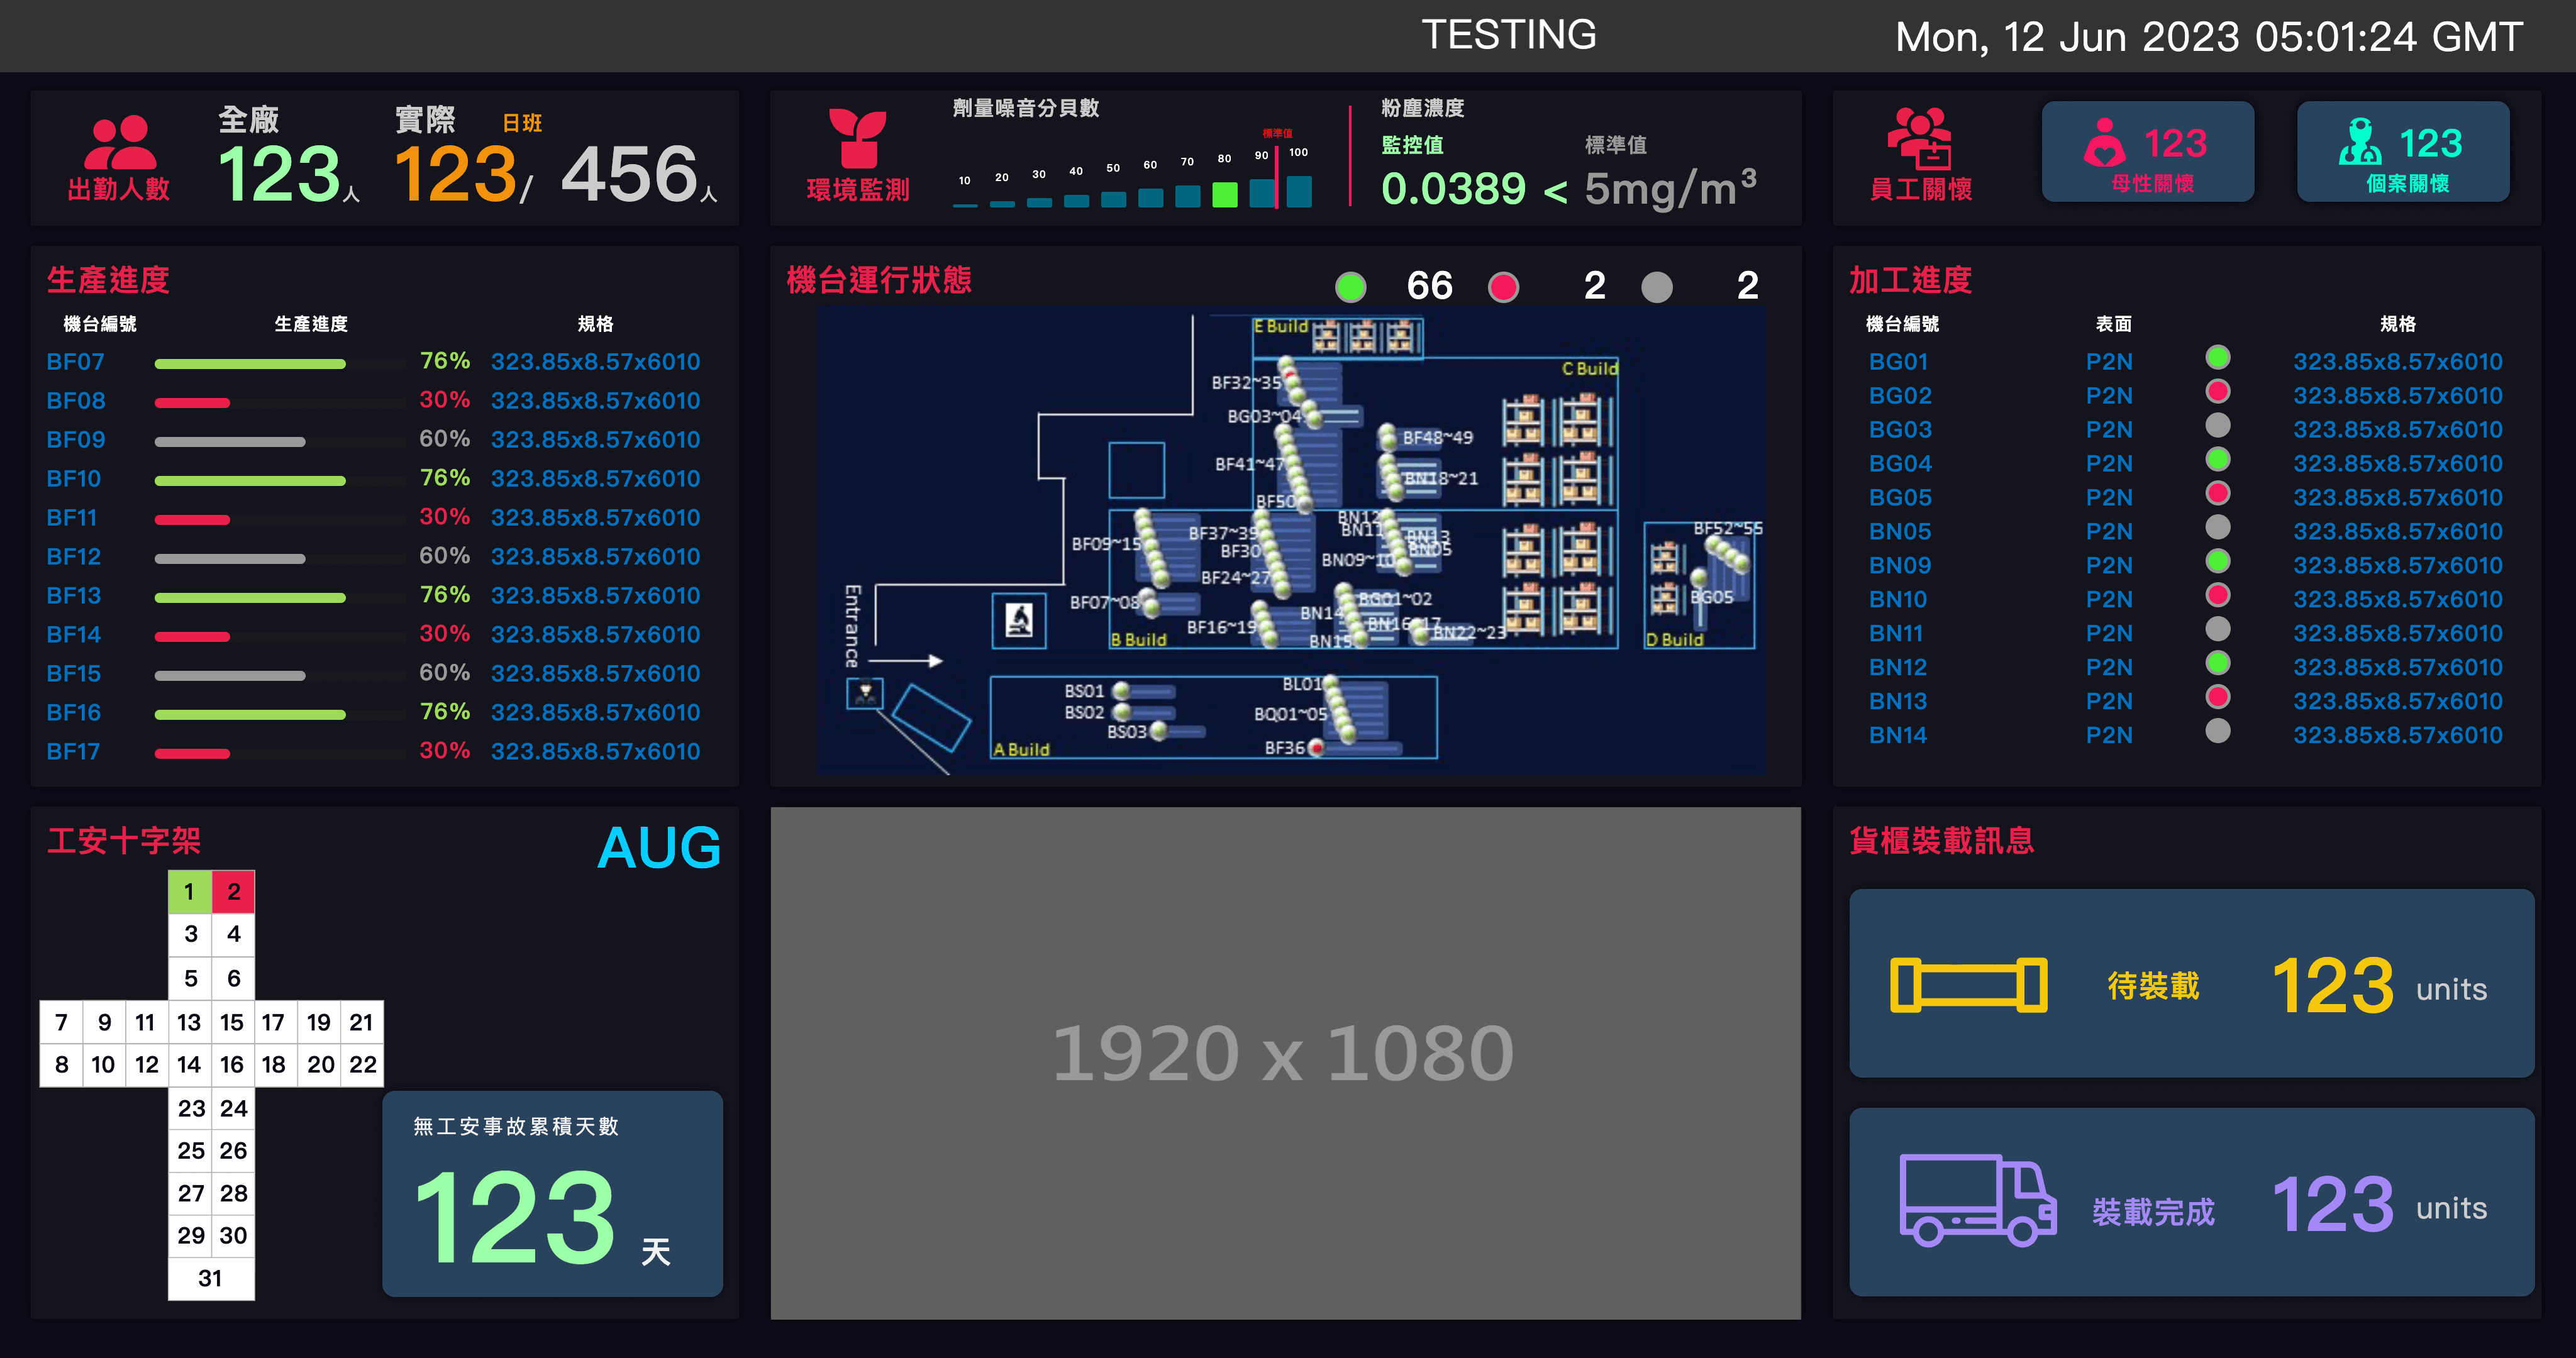 TESTING
Mon, 12 Jun 2023 05:01:24 GMT
出勤人數
全廠
123人
實際 日班
123/ 456人
環境監測
劑量噪音分貝數
標準值
10 20 30 40 50 60 70 80 90 100
粉塵濃度
監控值 標準值
0.0389 < 5mg/m³
員工關懷
123
母性關懷
123
個案關懷
生產進度
機台編號 生產進度 規格
BF07 76% 323.85x8.57x6010
BF08 30% 323.85x8.57x6010
BF09 60% 323.85x8.57x6010
BF10 76% 323.85x8.57x6010
BF11 30% 323.85x8.57x6010
BF12 60% 323.85x8.57x6010
BF13 76% 323.85x8.57x6010
BF14 30% 323.85x8.57x6010
BF15 60% 323.85x8.57x6010
BF16 76% 323.85x8.57x6010
BF17 30% 323.85x8.57x6010
機台運行狀態
66 2 2
E Build
C Build
BF32~35
BG03~04
BF48~49
BF41~47
BN18~21
BF50
BN12
BN11
BN13
BN05
BF37~39
BF09~15
BF30
BN09~10
BF24~27
BF52~55
BG05
BF07~08
BG01~02
BN14
BF16~19
BN16~17
BN22~23
BN15
B Build
D Build
Entrance
BS01
BS02
BS03
BL01
BQ01~05
BF36
A Build
加工進度
機台編號 表面 規格
BG01 P2N 323.85x8.57x6010
BG02 P2N 323.85x8.57x6010
BG03 P2N 323.85x8.57x6010
BG04 P2N 323.85x8.57x6010
BG05 P2N 323.85x8.57x6010
BN05 P2N 323.85x8.57x6010
BN09 P2N 323.85x8.57x6010
BN10 P2N 323.85x8.57x6010
BN11 P2N 323.85x8.57x6010
BN12 P2N 323.85x8.57x6010
BN13 P2N 323.85x8.57x6010
BN14 P2N 323.85x8.57x6010
工安十字架
AUG
1 2
3 4
5 6
7 9 11 13 15 17 19 21
8 10 12 14 16 18 20 22
23 24
25 26
27 28
29 30
31
無工安事故累積天數
123 天
1920 x 1080
貨櫃裝載訊息
待裝載 123 units
裝載完成 123 units